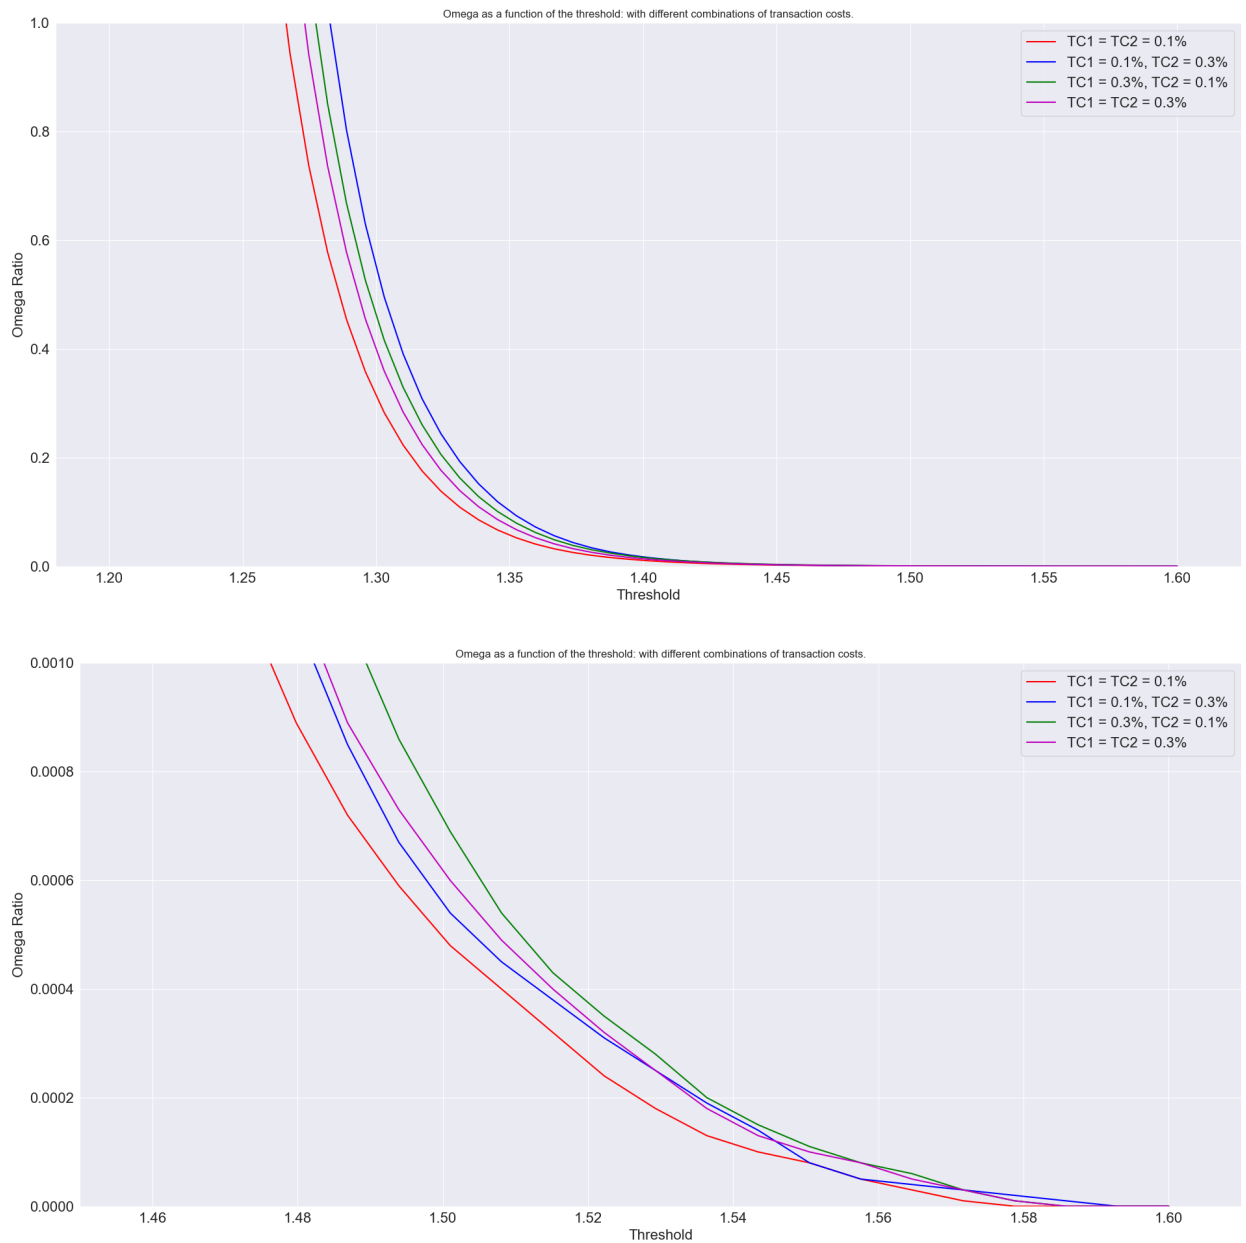 Omega as a function of the threshold: with different combinations of transaction costs.
1.0
0.8
0.6
0.4
0.2
0.0
Omega Ratio
TC1 = TC2 = 0.1%
TC1 = 0.1%, TC2 = 0.3%
TC1 = 0.3%, TC2 = 0.1%
TC1 = TC2 = 0.3%
1.20 1.25 1.30 1.35 1.40 1.45 1.50 1.55 1.60
Threshold
Omega as a function of the threshold: with different combinations of transaction costs.
0.0010
0.0008
0.0006
0.0004
0.0002
0.0000
Omega Ratio
TC1 = TC2 = 0.1%
TC1 = 0.1%, TC2 = 0.3%
TC1 = 0.3%, TC2 = 0.1%
TC1 = TC2 = 0.3%
1.46 1.48 1.50 1.52 1.54 1.56 1.58 1.60
Threshold